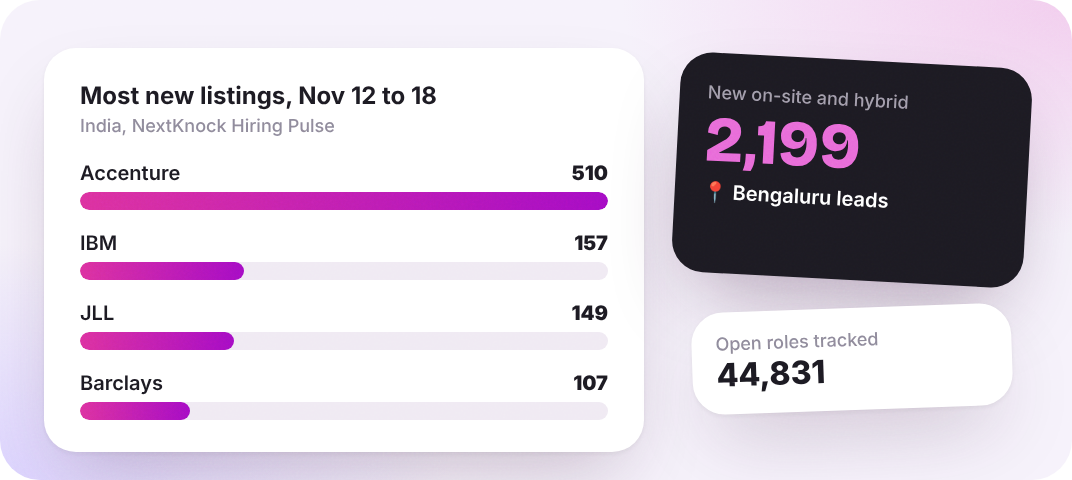 Most new listings, Nov 12 to 18
India, NextKnock Hiring Pulse
Accenture 510
IBM 157
JLL 149
Barclays 107
New on-site and hybrid
2,199
📍 Bengaluru leads
Open roles tracked
44,831